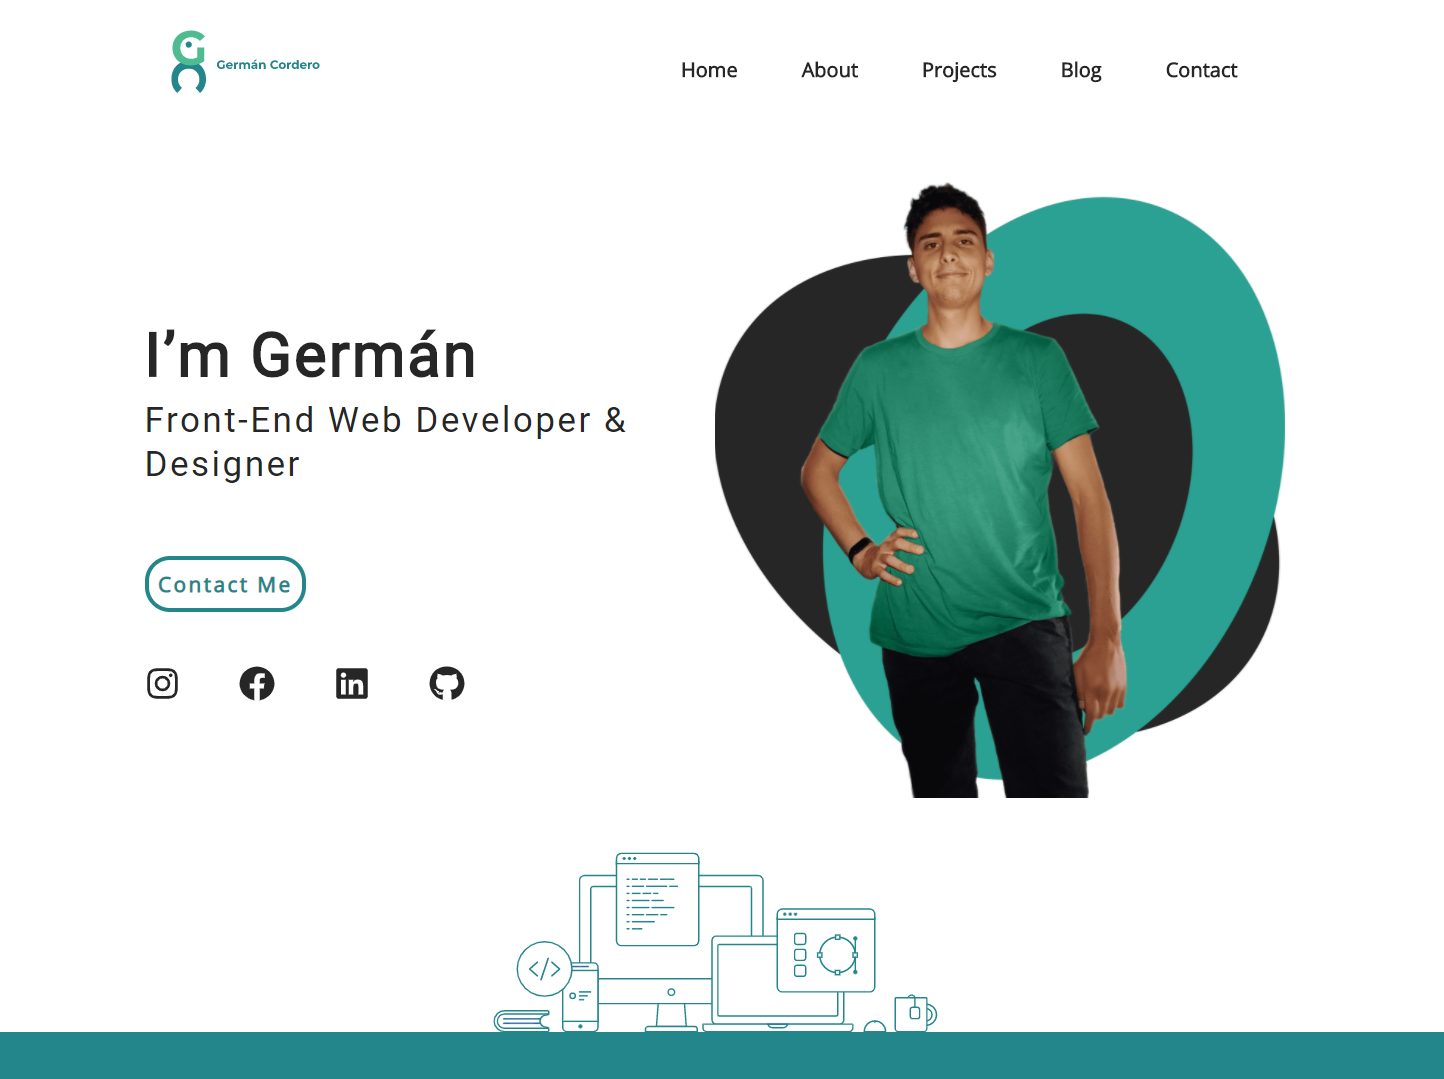 Germán Cordero
Home
About
Projects
Blog
Contact
I’m Germán
Front-End Web Developer &
Designer
Contact Me